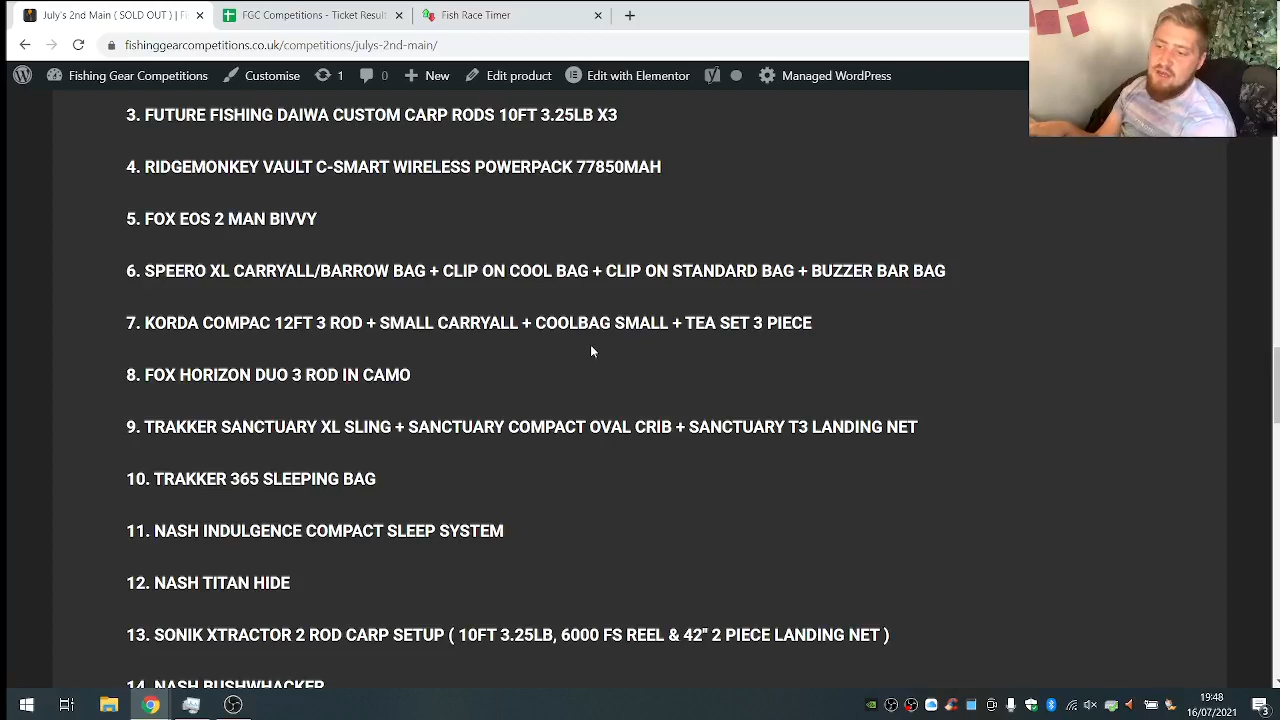 July's 2nd Main ( SOLD OUT ) | Fi
FGC Competitions - Ticket Result
Fish Race Timer
fishinggearcompetitions.co.uk/competitions/julys-2nd-main/
Fishing Gear Competitions
Customise
1
0
New
Edit product
Edit with Elementor
Managed WordPress
3. FUTURE FISHING DAIWA CUSTOM CARP RODS 10FT 3.25LB X3
4. RIDGEMONKEY VAULT C-SMART WIRELESS POWERPACK 77850MAH
5. FOX EOS 2 MAN BIVVY
6. SPEERO XL CARRYALL/BARROW BAG + CLIP ON COOL BAG + CLIP ON STANDARD BAG + BUZZER BAR BAG
7. KORDA COMPAC 12FT 3 ROD + SMALL CARRYALL + COOLBAG SMALL + TEA SET 3 PIECE
8. FOX HORIZON DUO 3 ROD IN CAMO
9. TRAKKER SANCTUARY XL SLING + SANCTUARY COMPACT OVAL CRIB + SANCTUARY T3 LANDING NET
10. TRAKKER 365 SLEEPING BAG
11. NASH INDULGENCE COMPACT SLEEP SYSTEM
12. NASH TITAN HIDE
13. SONIK XTRACTOR 2 ROD CARP SETUP ( 10FT 3.25LB, 6000 FS REEL & 42" 2 PIECE LANDING NET )
14. NASH BUSHWHACKER
19:48
16/07/2021
3